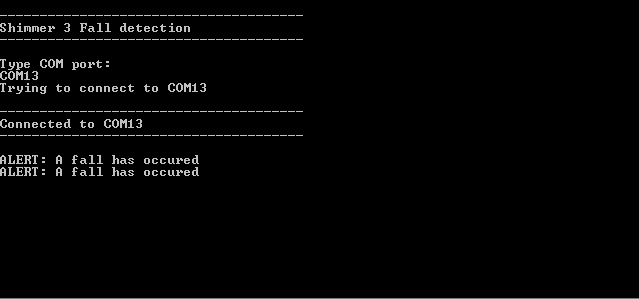 --------------------------------------
Shimmer 3 Fall detection
--------------------------------------
Type COM port:
COM13
Trying to connect to COM13
--------------------------------------
Connected to COM13
--------------------------------------
ALERT: A fall has occured
ALERT: A fall has occured